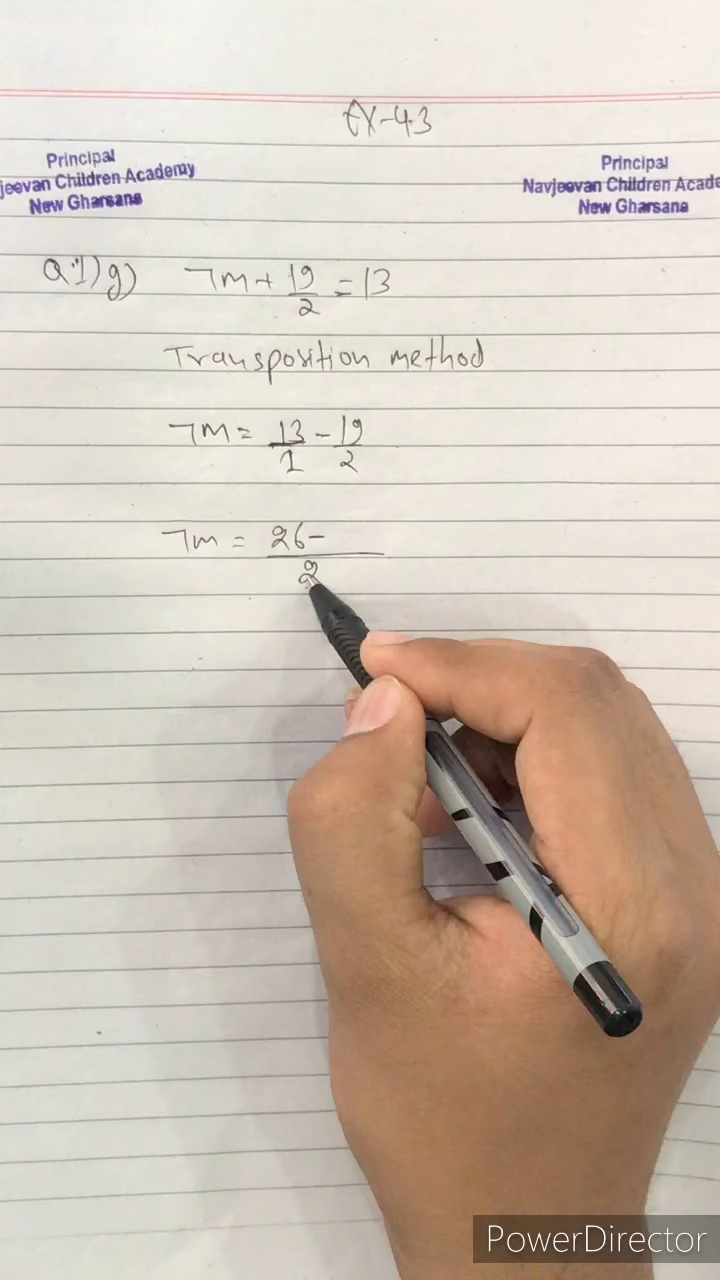 EX-4.3
Principal
jeevan Children Academy
New Gharsana
Principal
Navjeevan Children Acade
New Gharsana
Q.1) g) 7m + 19/2 = 13
Transposition method
7m = 13/1 - 19/2
7m = 26- / 2
PowerDirector